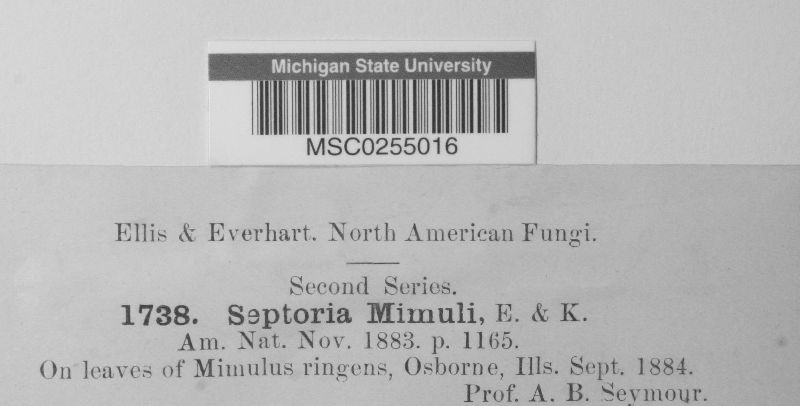 Michigan State University
MSC0255016
Ellis & Everhart. North American Fungi.
Second Series.
1738. Septoria Mimuli, E. & K.
Am. Nat. Nov. 1883. p. 1165.
On leaves of Mimulus ringens, Osborne, Ills. Sept. 1884.
Prof. A. B. Seymour.